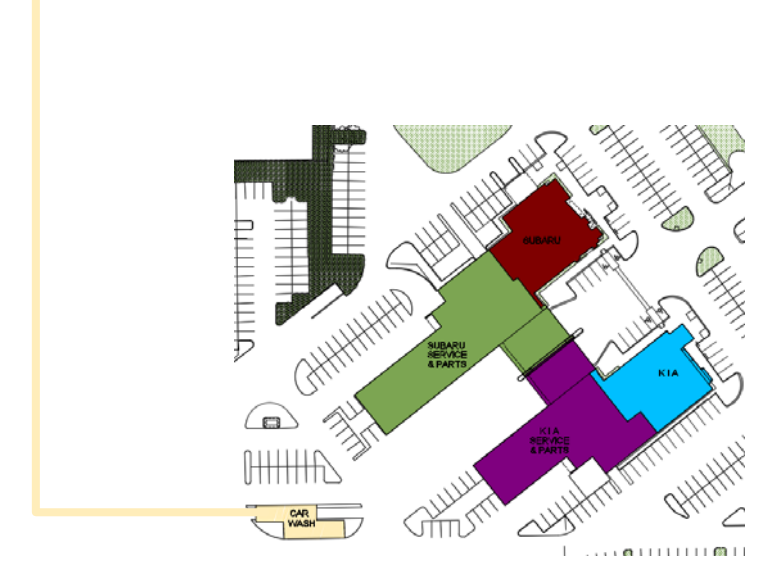 SUBARU
SUBARU
SERVICE
& PARTS
KIA
KIA
SERVICE
& PARTS
CAR
WASH